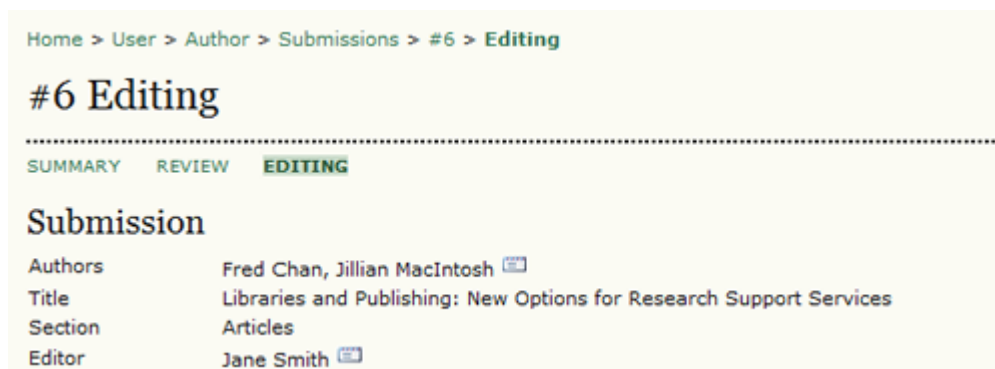 Home > User > Author > Submissions > #6 > Editing
#6 Editing
SUMMARY REVIEW EDITING
Submission
Authors Fred Chan, Jillian MacIntosh
Title Libraries and Publishing: New Options for Research Support Services
Section Articles
Editor Jane Smith